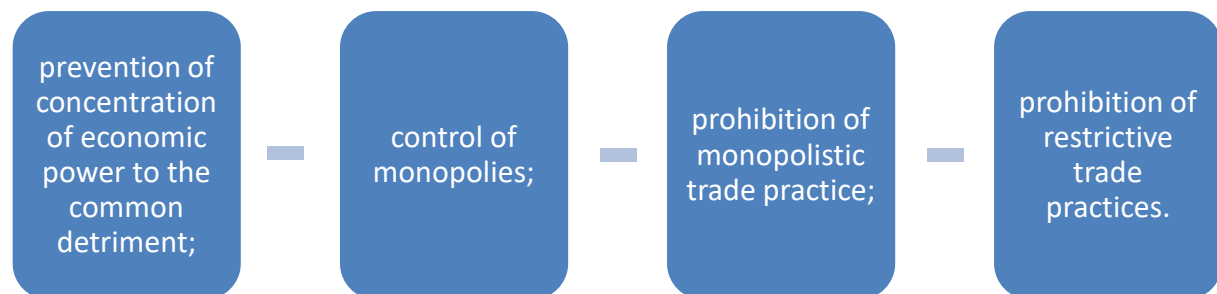 prevention of
concentration
of economic
power to the
common
detriment;
control of
monopolies;
prohibition of
monopolistic
trade practice;
prohibition of
restrictive
trade
practices.